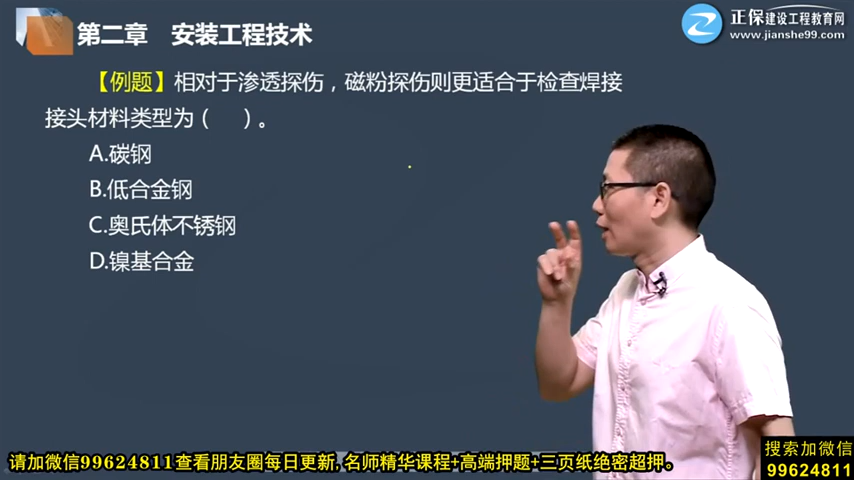 第二章 安装工程技术
正保建设工程教育网
www.jianshe99.com
【例题】相对于渗透探伤，磁粉探伤则更适合于检查焊接
接头材料类型为（ ）。
A.碳钢
B.低合金钢
C.奥氏体不锈钢
D.镍基合金
请加微信99624811查看朋友圈每日更新,名师精华课程+高端押题+三页纸绝密超押。
搜索加微信
99624811